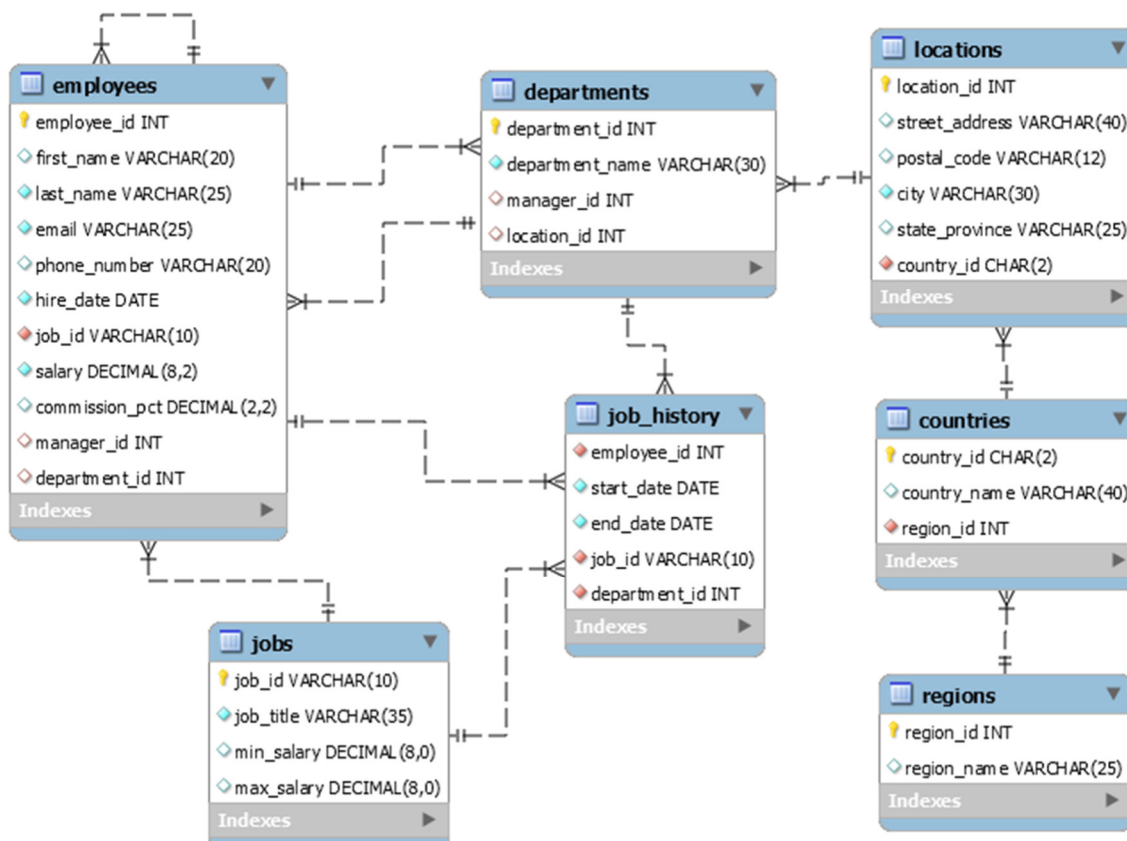 employees
employee_id INT
first_name VARCHAR(20)
last_name VARCHAR(25)
email VARCHAR(25)
phone_number VARCHAR(20)
hire_date DATE
job_id VARCHAR(10)
salary DECIMAL(8,2)
commission_pct DECIMAL(2,2)
manager_id INT
department_id INT
Indexes
departments
department_id INT
department_name VARCHAR(30)
manager_id INT
location_id INT
Indexes
locations
location_id INT
street_address VARCHAR(40)
postal_code VARCHAR(12)
city VARCHAR(30)
state_province VARCHAR(25)
country_id CHAR(2)
Indexes
job_history
employee_id INT
start_date DATE
end_date DATE
job_id VARCHAR(10)
department_id INT
Indexes
countries
country_id CHAR(2)
country_name VARCHAR(40)
region_id INT
Indexes
jobs
job_id VARCHAR(10)
job_title VARCHAR(35)
min_salary DECIMAL(8,0)
max_salary DECIMAL(8,0)
Indexes
regions
region_id INT
region_name VARCHAR(25)
Indexes